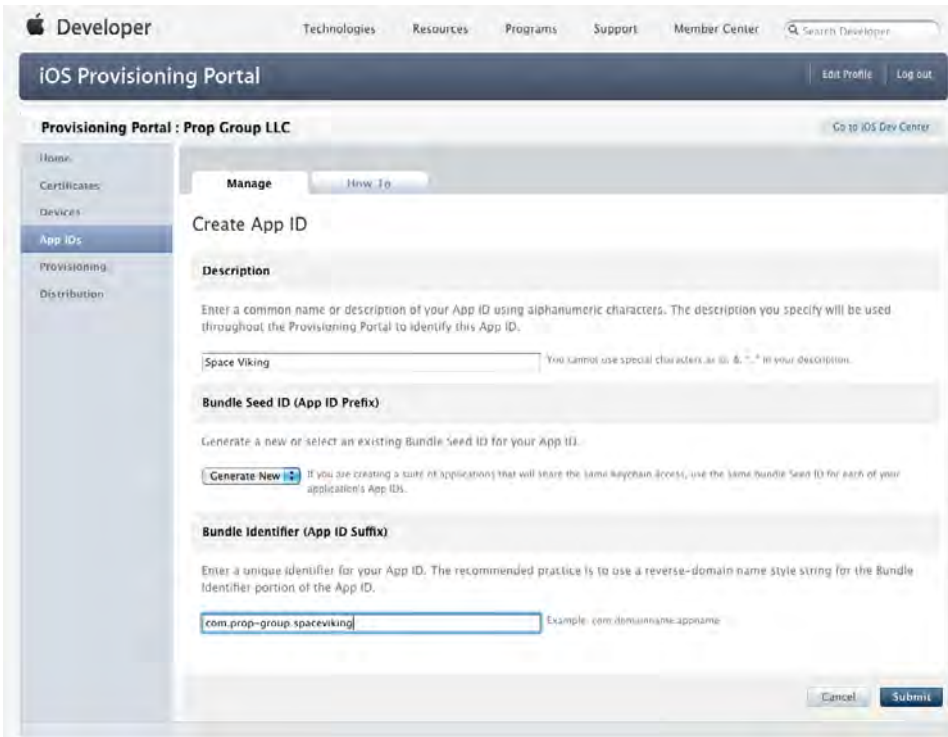 Developer
Technologies Resources Programs Support Member Center Search Developer
iOS Provisioning Portal
Edit Profile Log out
Provisioning Portal : Prop Group LLC
Go to iOS Dev Center
Home
Certificates
Devices
App IDs
Provisioning
Distribution
Manage How To
Create App ID
Description
Enter a common name or description of your App ID using alphanumeric characters. The description you specify will be used
throughout the Provisioning Portal to identify this App ID.
Space Viking
You cannot use special characters as @, &, *, " in your description.
Bundle Seed ID (App ID Prefix)
Generate a new or select an existing Bundle Seed ID for your App ID.
Generate New
If you are creating a suite of applications that will share the same Keychain access, use the same bundle Seed ID for each of your
application's App IDs.
Bundle Identifier (App ID Suffix)
Enter a unique identifier for your App ID. The recommended practice is to use a reverse-domain name style string for the Bundle
Identifier portion of the App ID.
com.prop-group.spaceviking
Example: com.domainname.appname
Cancel Submit